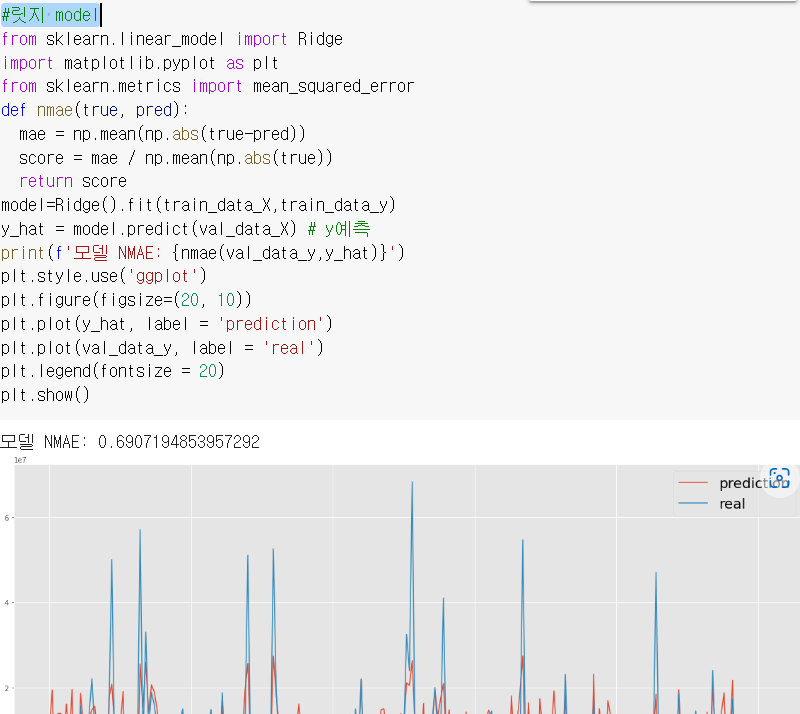 #릿지 model
from sklearn.linear_model import Ridge
import matplotlib.pyplot as plt
from sklearn.metrics import mean_squared_error
def nmae(true, pred):
  mae = np.mean(np.abs(true-pred))
  score = mae / np.mean(np.abs(true))
  return score
model=Ridge().fit(train_data_X,train_data_y)
y_hat = model.predict(val_data_X) # y예측
print(f'모델 NMAE: {nmae(val_data_y,y_hat)}')
plt.style.use('ggplot')
plt.figure(figsize=(20, 10))
plt.plot(y_hat, label = 'prediction')
plt.plot(val_data_y, label = 'real')
plt.legend(fontsize = 20)
plt.show()
모델 NMAE: 0.6907194853957292
1e7
prediction
real
6
4
2